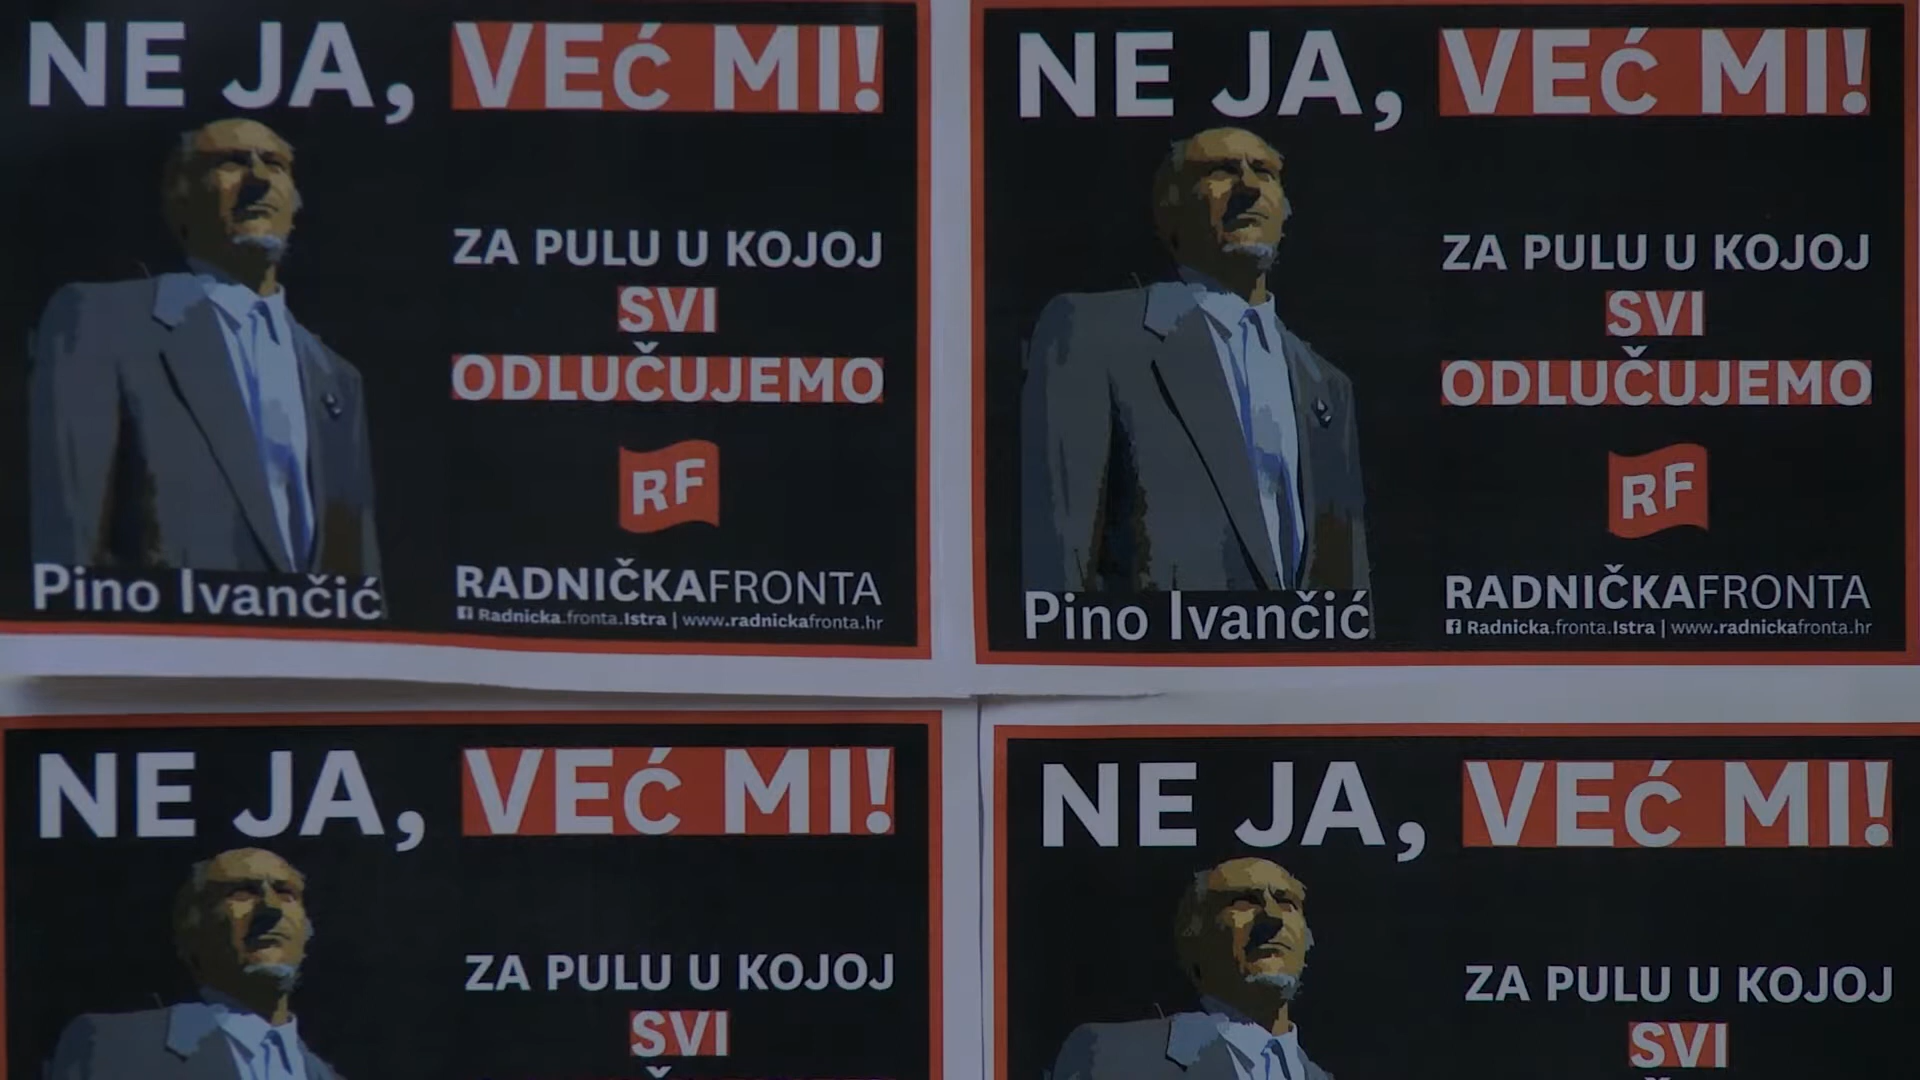 NE JA, VEĆ MI!
ZA PULU U KOJOJ
SVI
ODLUČUJEMO
RF
Pino Ivančić
RADNIČKAFRONTA
Radnicka.fronta.Istra | www.radnickafronta.hr
NE JA, VEĆ MI!
ZA PULU U KOJOJ
SVI
ODLUČUJEMO
RF
Pino Ivančić
RADNIČKAFRONTA
Radnicka.fronta.Istra | www.radnickafronta.hr
NE JA, VEĆ MI!
ZA PULU U KOJOJ
SVI
NE JA, VEĆ MI!
ZA PULU U KOJOJ
SVI